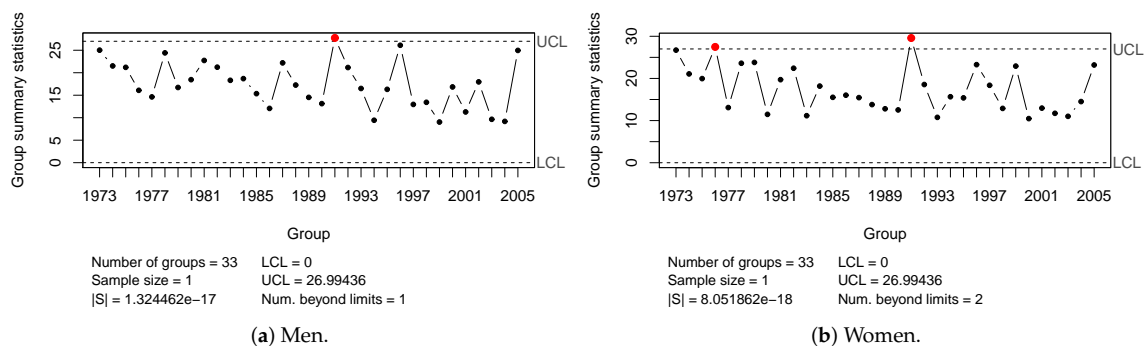 Group summary statistics
25
15
5
0
UCL
LCL
1973 1977 1981 1985 1989 1993 1997 2001 2005
Group
Number of groups = 33 LCL = 0
Sample size = 1 UCL = 26.99436
|S| = 1.324462e−17 Num. beyond limits = 1
(a) Men.
Group summary statistics
30
20
10
0
UCL
LCL
1973 1977 1981 1985 1989 1993 1997 2001 2005
Group
Number of groups = 33 LCL = 0
Sample size = 1 UCL = 26.99436
|S| = 8.051862e−18 Num. beyond limits = 2
(b) Women.